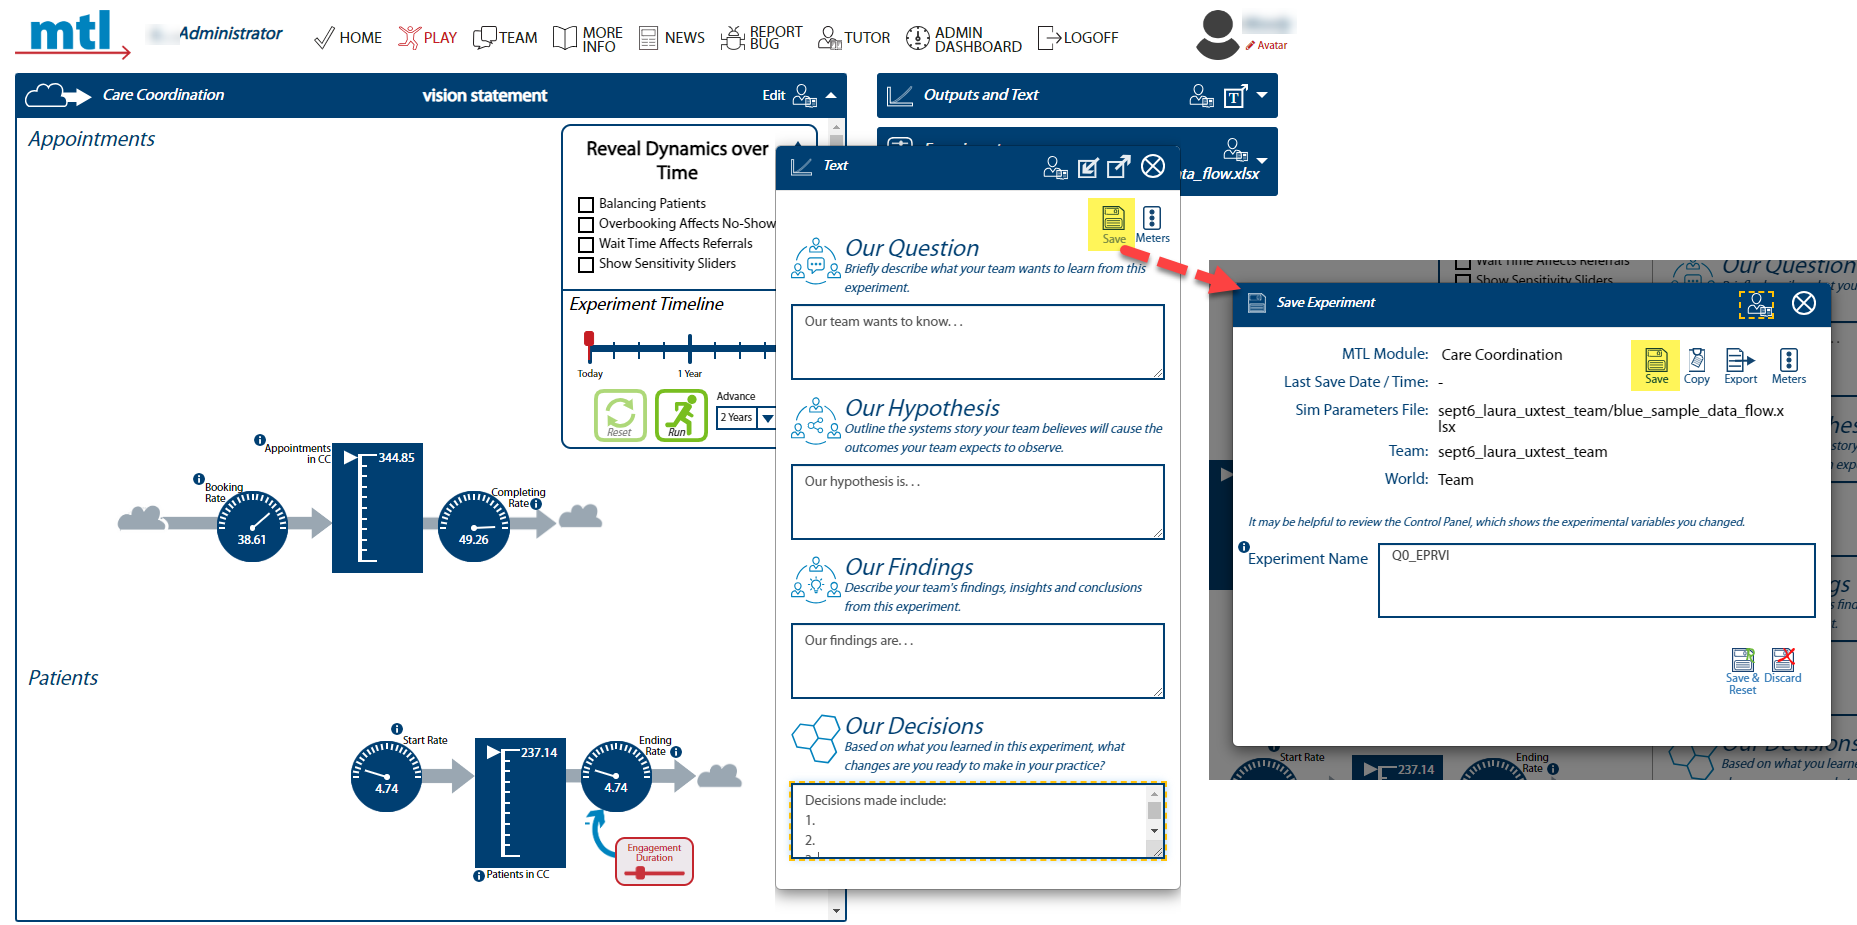 mtl
Administrator
HOME
PLAY
TEAM
MORE
INFO
NEWS
REPORT
BUG
TUTOR
ADMIN
DASHBOARD
LOGOFF
Avatar
Care Coordination
vision statement
Edit
Outputs and Text
T
ta_flow.xlsx
Appointments
Reveal Dynamics over
Time
Balancing Patients
Overbooking Affects No-Show
Wait Time Affects Referrals
Show Sensitivity Sliders
Experiment Timeline
Today
1 Year
Reset
Run
Advance
2 Years
Appointments
in CC
344.85
Booking
Rate
38.61
Completing
Rate
49.26
Patients
Start Rate
4.74
237.14
Patients in CC
Ending
Rate
4.74
Engagement
Duration
Text
Save
Meters
Our Question
Briefly describe what your team wants to learn from this
experiment.
Our team wants to know. . .
Our Hypothesis
Outline the systems story your team believes will cause the
outcomes your team expects to observe.
Our hypothesis is. . .
Our Findings
Describe your team's findings, insights and conclusions
from this experiment.
Our findings are. . .
Our Decisions
Based on what you learned in this experiment, what
changes are you ready to make in your practice?
Decisions made include:
1.
2.
Wait Time Affects Referrals
Show Sensitivity Sliders
Our Question
Save Experiment
MTL Module: Care Coordination
Last Save Date / Time: -
Sim Parameters File: sept6_laura_uxtest_team/blue_sample_data_flow.x
lsx
Team: sept6_laura_uxtest_team
World: Team
Save
Copy
Export
Meters
It may be helpful to review the Control Panel, which shows the experimental variables you changed.
Experiment Name
Q0_EPRVI
Save &
Reset
Discard
Start Rate
237.14
Ending
Rate
Our Decisions
Based on what you learne